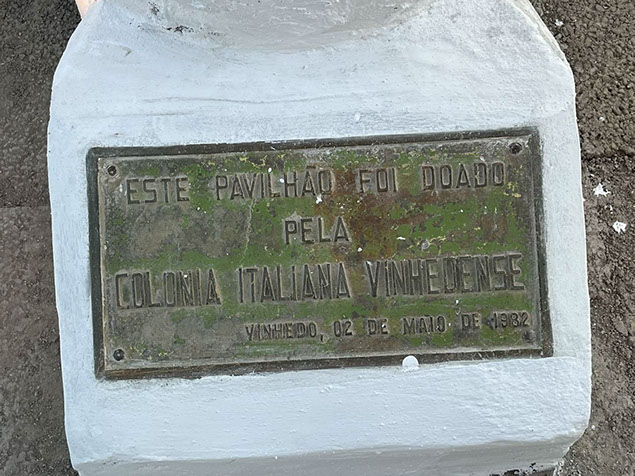 ESTE PAVILHÃO FOI DOADO
PELA
COLONIA ITALIANA VINHEDENSE
VINHEDO, 02 DE MAIO DE 1982